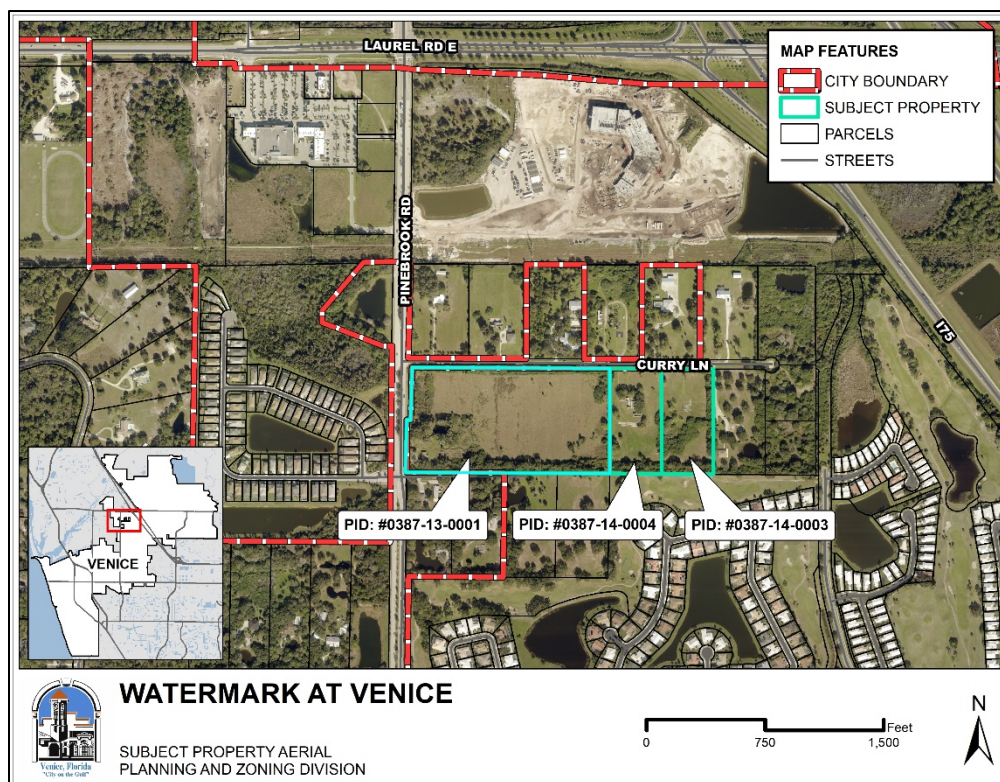 LAUREL RD E
MAP FEATURES
CITY BOUNDARY
SUBJECT PROPERTY
PARCELS
STREETS
PINEBROOK RD
I75
CURRY LN
PID: #0387-13-0001
PID: #0387-14-0004
PID: #0387-14-0003
VENICE
WATERMARK AT VENICE
SUBJECT PROPERTY AERIAL
PLANNING AND ZONING DIVISION
Venice, Florida
"City on the Gulf"
Feet
0 750 1,500
N